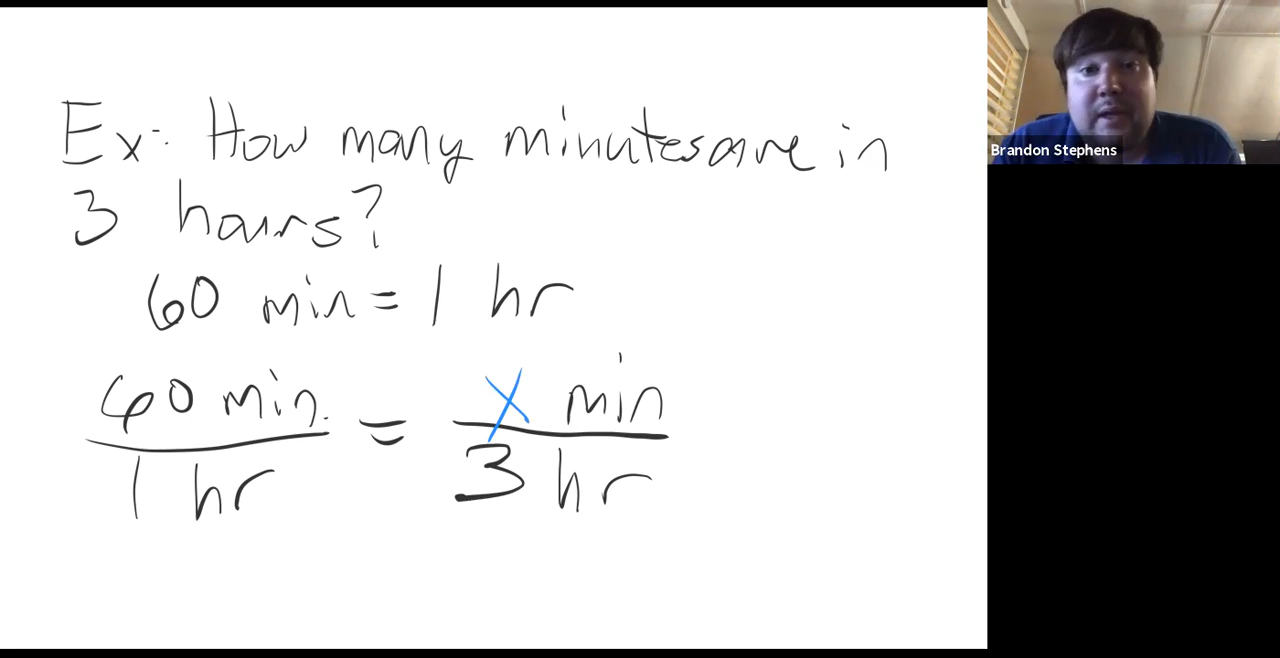 Ex: How many minutes are in
3 hours?
60 min = 1 hr
60 min. = x min
1 hr 3 hr
Brandon Stephens